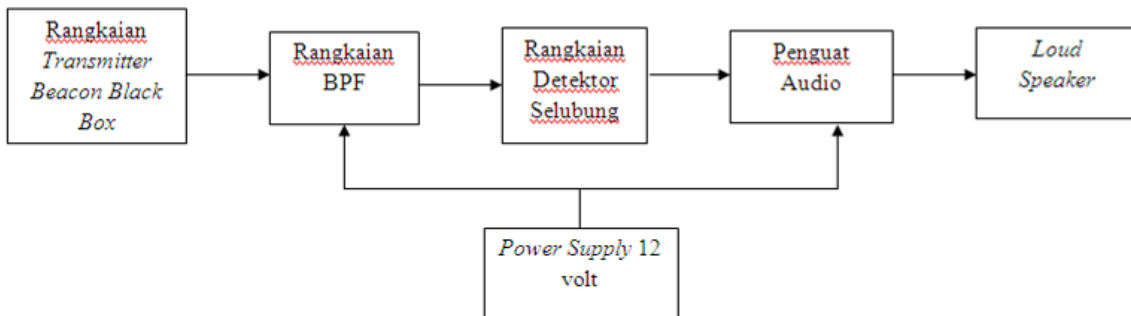 Rangkaian
Transmitter
Beacon Black
Box
Rangkaian
BPF
Rangkaian
Detektor
Selubung
Penguat
Audio
Loud
Speaker
Power Supply 12
volt